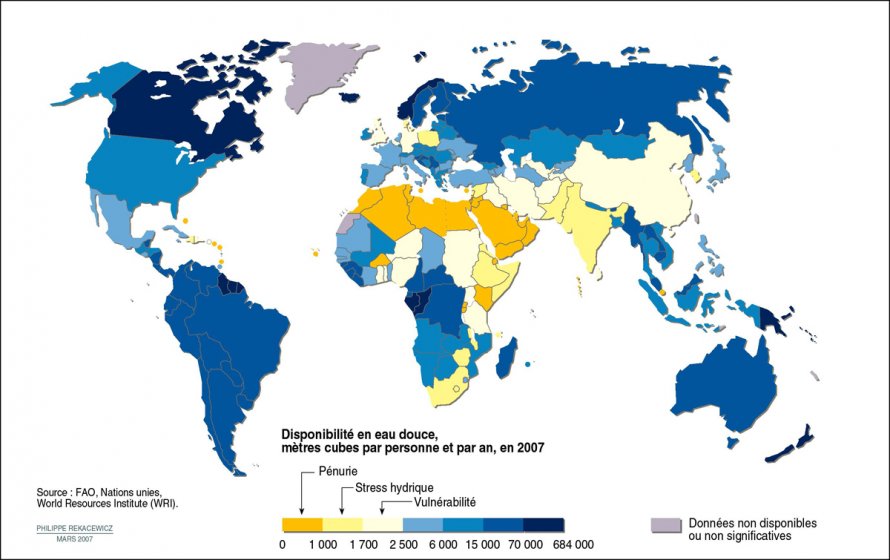 Disponibilité en eau douce,
mètres cubes par personne et par an, en 2007
Pénurie
Stress hydrique
Vulnérabilité
0 1 000 1 700 2 500 6 000 15 000 70 000 684 000
Données non disponibles
ou non significatives
Source : FAO, Nations unies,
World Resources Institute (WRI).
PHILIPPE REKACEWICZ
MARS 2007